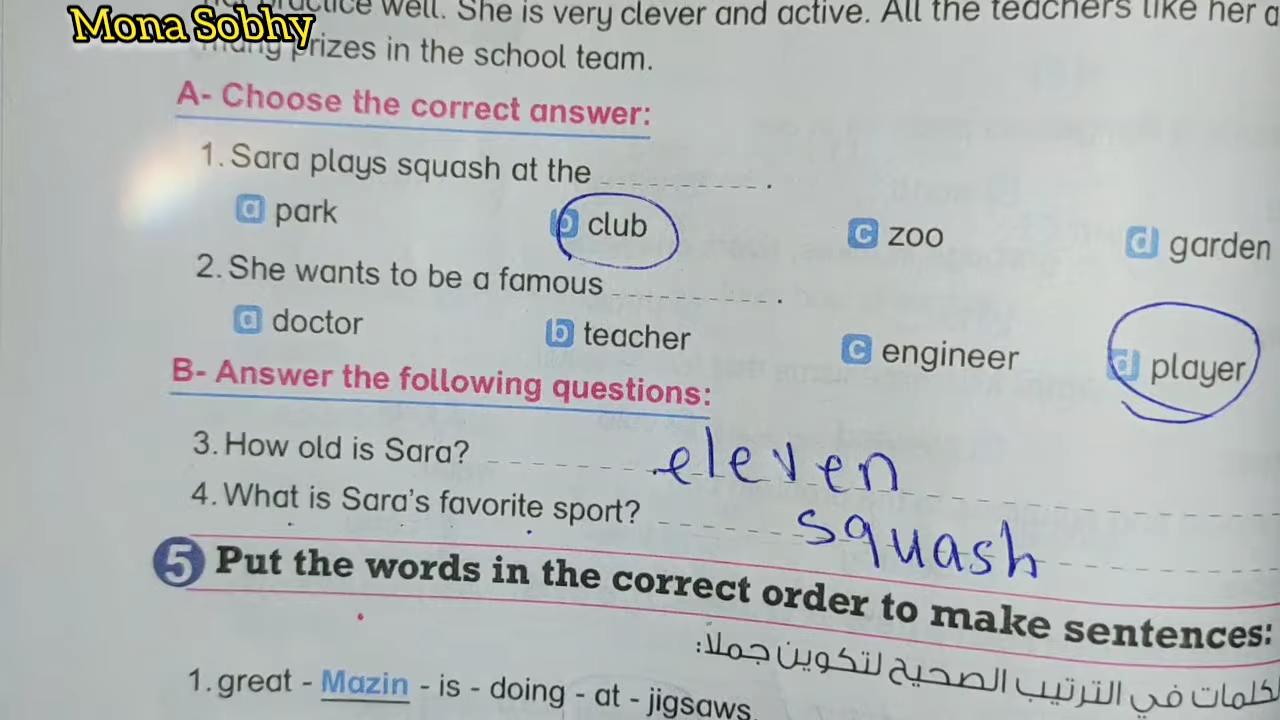 Mona Sobhy
practice well. She is very clever and active. All the teachers like her
many prizes in the school team.
A- Choose the correct answer:
1. Sara plays squash at the ____________ .
a park b club c zoo d garden
2. She wants to be a famous ____________ .
a doctor b teacher c engineer d player
B- Answer the following questions:
3. How old is Sara? eleven
4. What is Sara's favorite sport? squash
5 Put the words in the correct order to make sentences:
في الترتيب الصحيح لتكوين جملاً:
1. great - Mazin - is - doing - at - jigsaws.